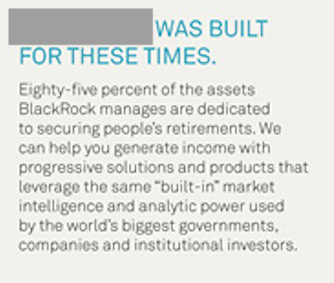 WAS BUILT
FOR THESE TIMES.
Eighty-five percent of the assets
BlackRock manages are dedicated
to securing people's retirements. We
can help you generate income with
progressive solutions and products that
leverage the same “built-in” market
intelligence and analytic power used
by the world's biggest governments,
companies and institutional investors.